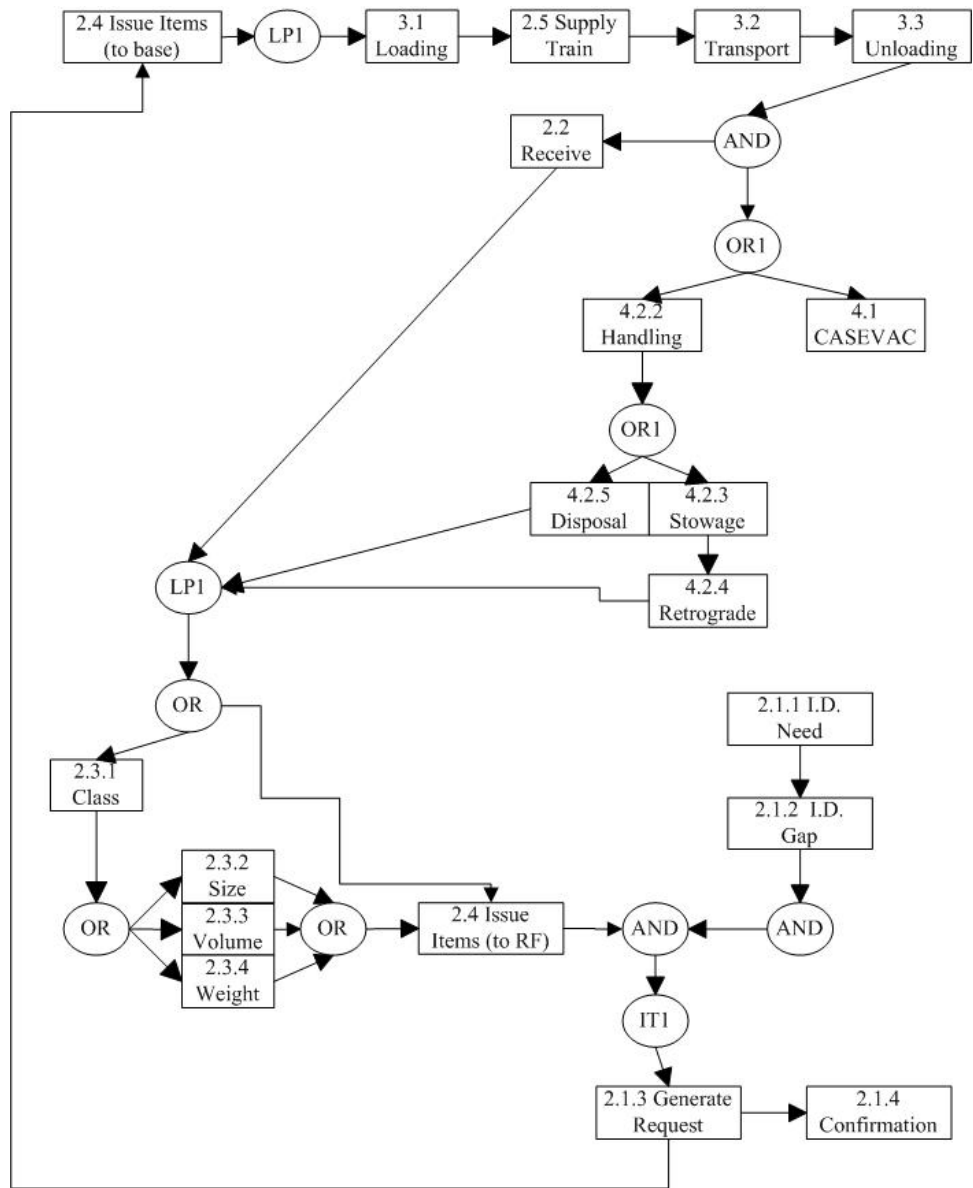 2.4 Issue Items
(to base)
LP1
3.1
Loading
2.5 Supply
Train
3.2
Transport
3.3
Unloading
2.2
Receive
AND
OR1
4.2.2
Handling
4.1
CASEVAC
OR1
4.2.5
Disposal
4.2.3
Stowage
LP1
4.2.4
Retrograde
OR
2.1.1 I.D.
Need
2.3.1
Class
2.1.2 I.D.
Gap
2.3.2
Size
OR
2.3.3
Volume
OR
2.4 Issue
Items (to RF)
AND
AND
2.3.4
Weight
IT1
2.1.3 Generate
Request
2.1.4
Confirmation